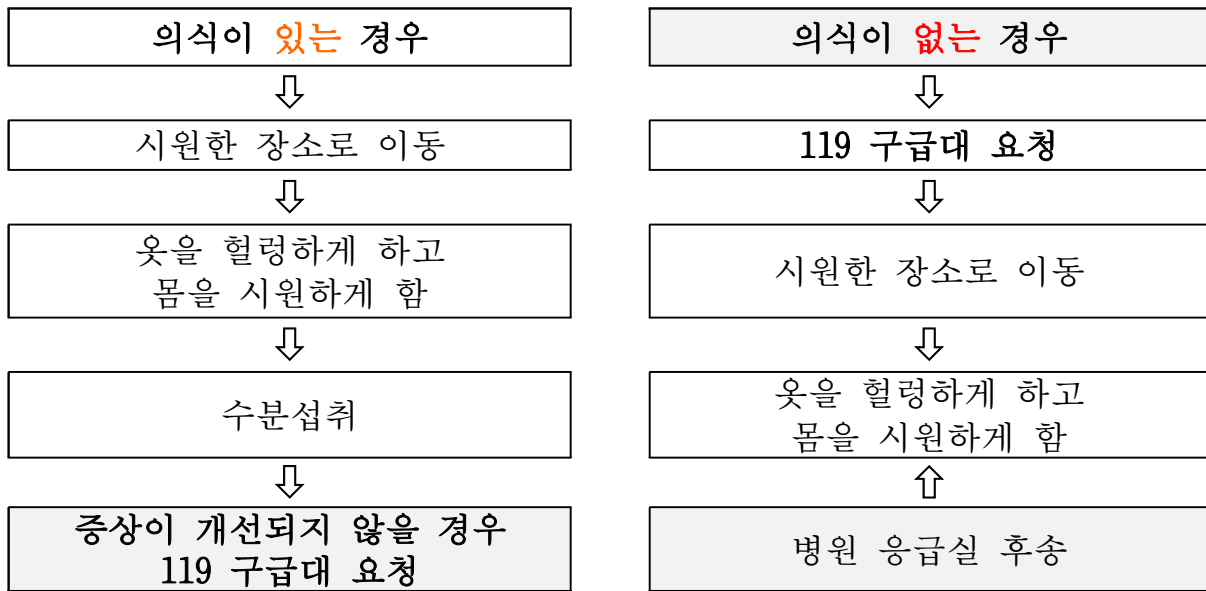 의식이 있는 경우
시원한 장소로 이동
옷을 헐렁하게 하고
몸을 시원하게 함
수분섭취
증상이 개선되지 않을 경우
119 구급대 요청
의식이 없는 경우
119 구급대 요청
시원한 장소로 이동
옷을 헐렁하게 하고
몸을 시원하게 함
병원 응급실 후송